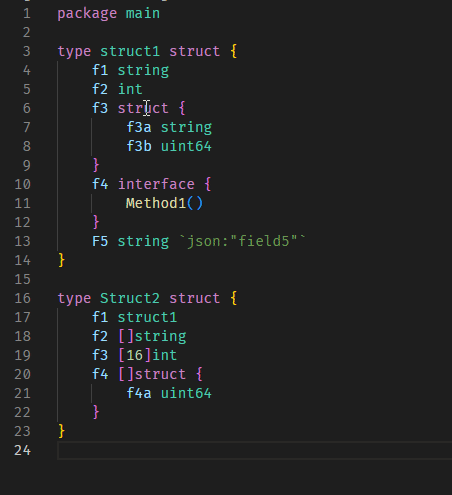 1 package main
2
3 type struct1 struct {
4     f1 string
5     f2 int
6     f3 struct {
7         f3a string
8         f3b uint64
9     }
10     f4 interface {
11         Method1()
12     }
13     F5 string `json:"field5"`
14 }
15
16 type Struct2 struct {
17     f1 struct1
18     f2 []string
19     f3 [16]int
20     f4 []struct {
21         f4a uint64
22     }
23 }
24